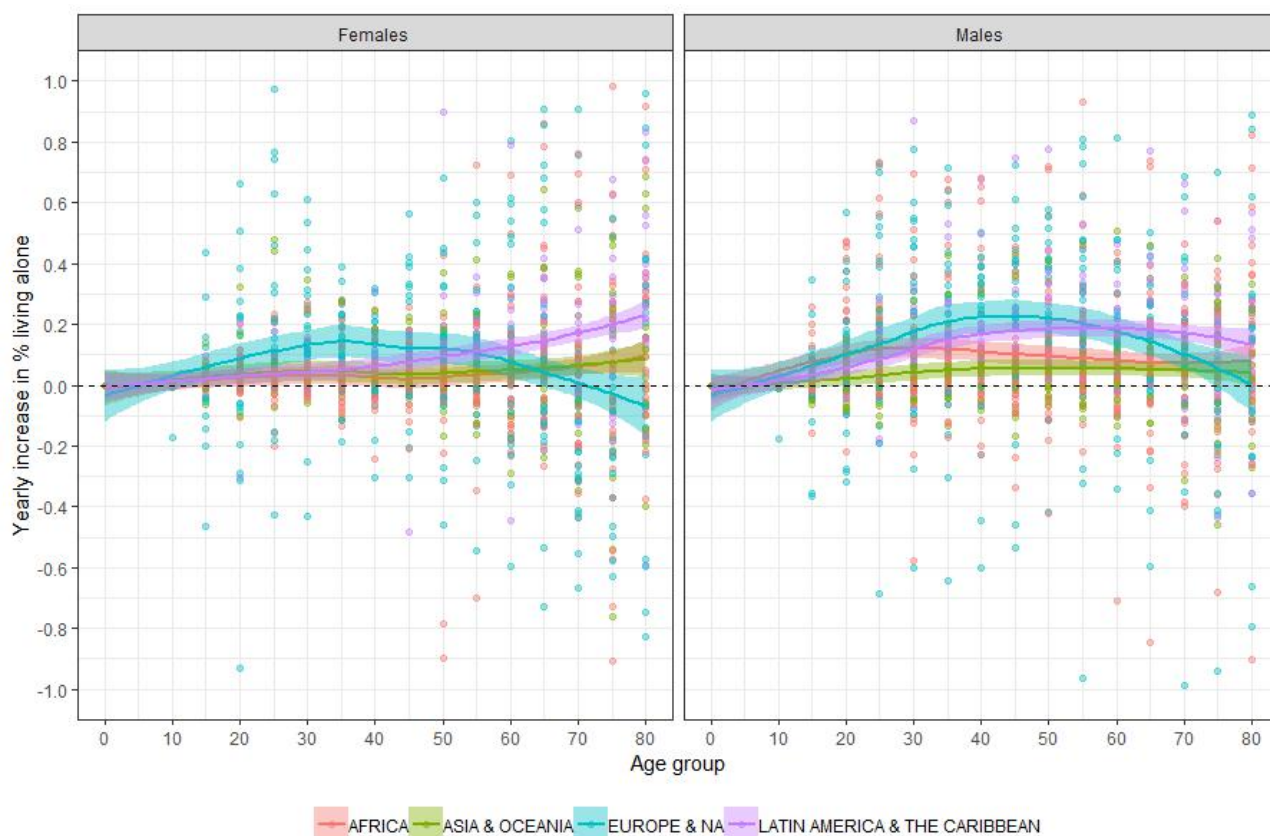 Females
Males
Yearly increase in % living alone
1.0
0.8
0.6
0.4
0.2
0.0
-0.2
-0.4
-0.6
-0.8
-1.0
0 10 20 30 40 50 60 70 80
0 10 20 30 40 50 60 70 80
Age group
AFRICA ASIA & OCEANIA EUROPE & NA LATIN AMERICA & THE CARIBBEAN